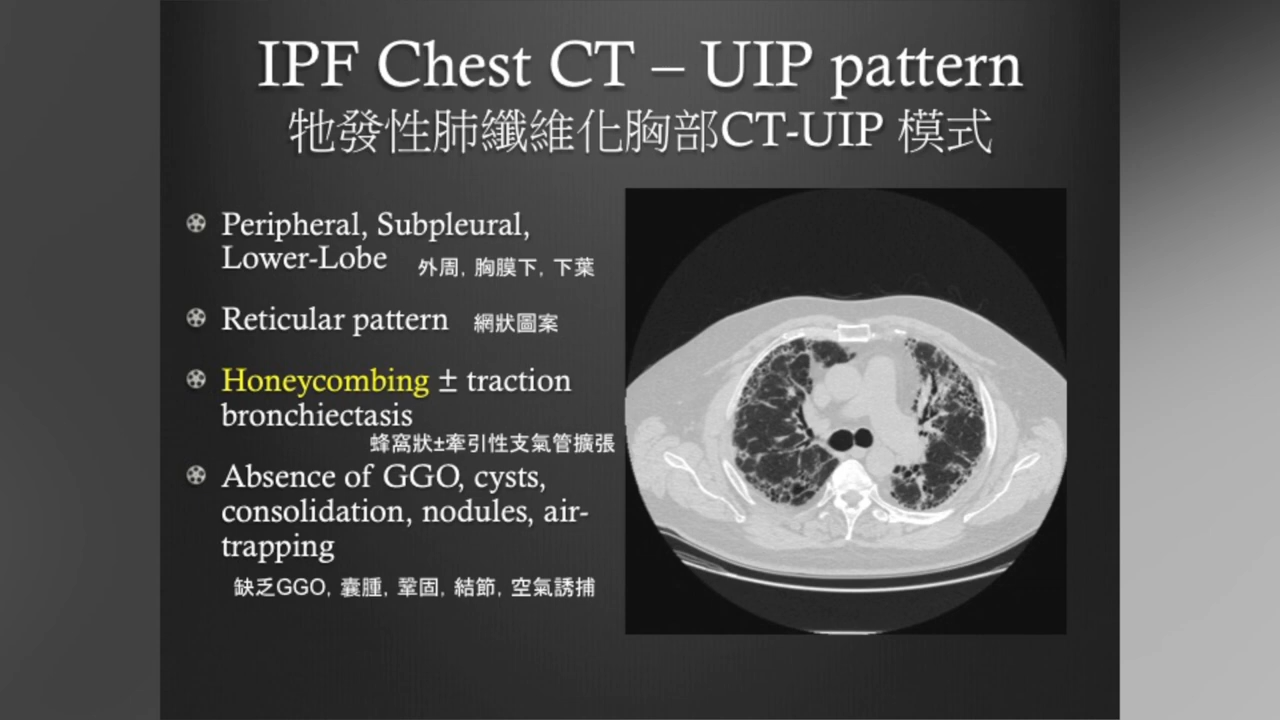 IPF Chest CT – UIP pattern
牠發性肺纖維化胸部CT-UIP 模式
Peripheral, Subpleural,
Lower-Lobe 外周, 胸膜下, 下葉
Reticular pattern 網狀圖案
Honeycombing ± traction
bronchiectasis
蜂窩狀±牽引性支氣管擴張
Absence of GGO, cysts,
consolidation, nodules, air-
trapping
缺乏GGO, 囊腫, 鞏固, 結節, 空氣誘捕